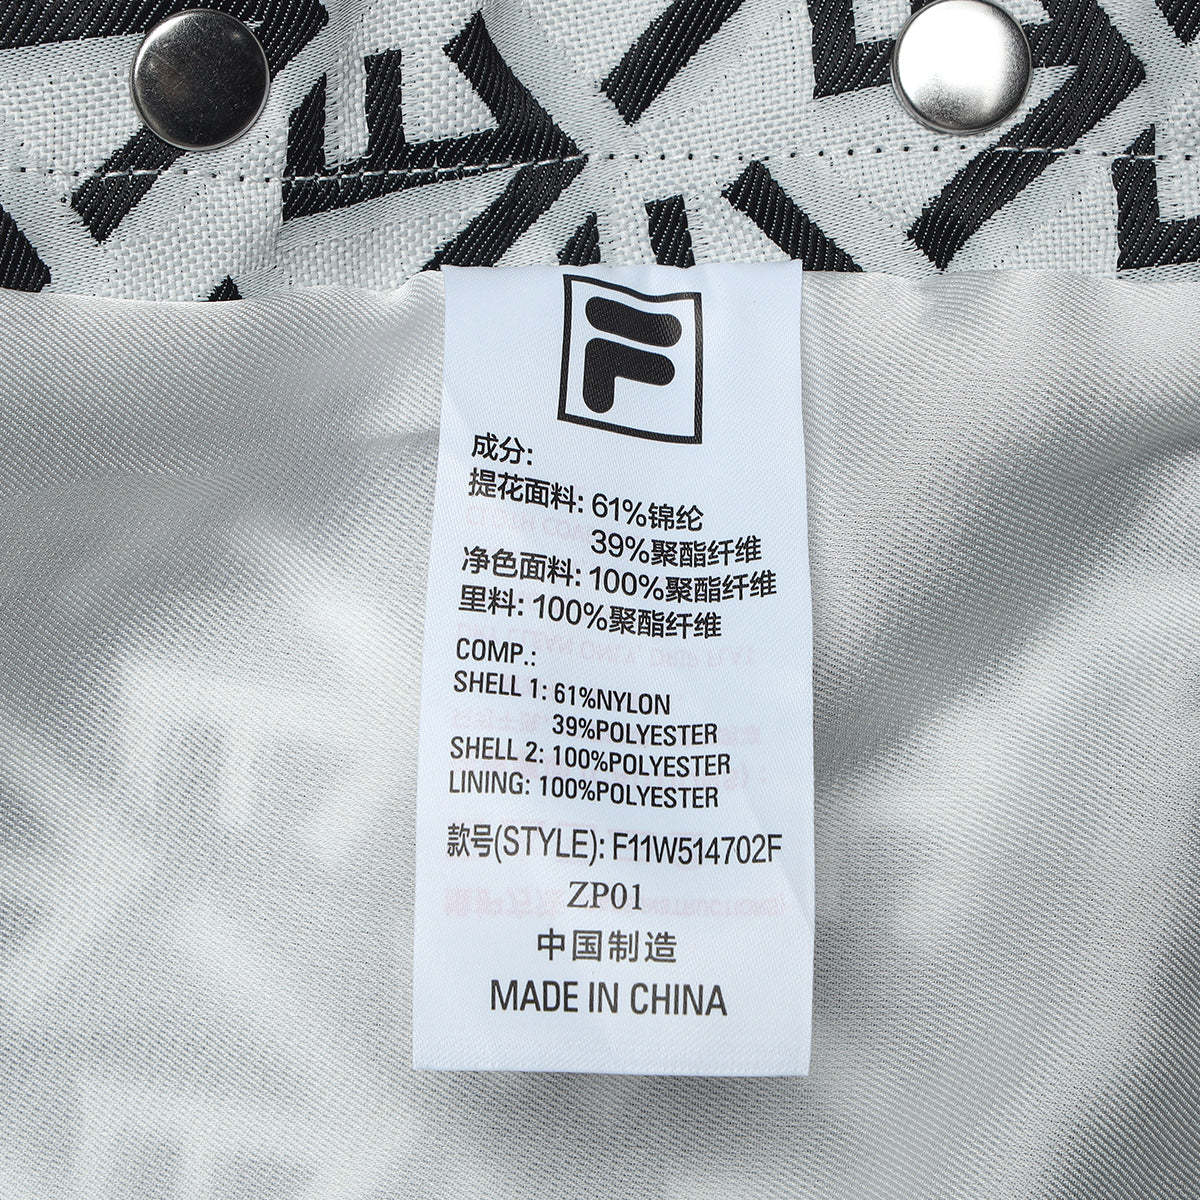 F
成分:
提花面料: 61%锦纶
39%聚酯纤维
净色面料: 100%聚酯纤维
里料: 100%聚酯纤维
COMP.:
SHELL 1: 61%NYLON
39%POLYESTER
SHELL 2: 100%POLYESTER
LINING: 100%POLYESTER
款号(STYLE): F11W514702F
ZP01
中国制造
MADE IN CHINA